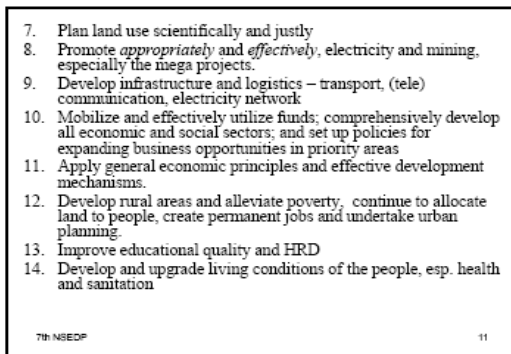 7. Plan land use scientifically and justly
8. Promote appropriately and effectively, electricity and mining,
especially the mega projects.
9. Develop infrastructure and logistics – transport, (tele)
communication, electricity network
10. Mobilize and effectively utilize funds; comprehensively develop
all economic and social sectors; and set up policies for
expanding business opportunities in priority areas
11. Apply general economic principles and effective development
mechanisms.
12. Develop rural areas and alleviate poverty, continue to allocate
land to people, create permanent jobs and undertake urban
planning.
13. Improve educational quality and HRD
14. Develop and upgrade living conditions of the people, esp. health
and sanitation
7th NSEDP 11